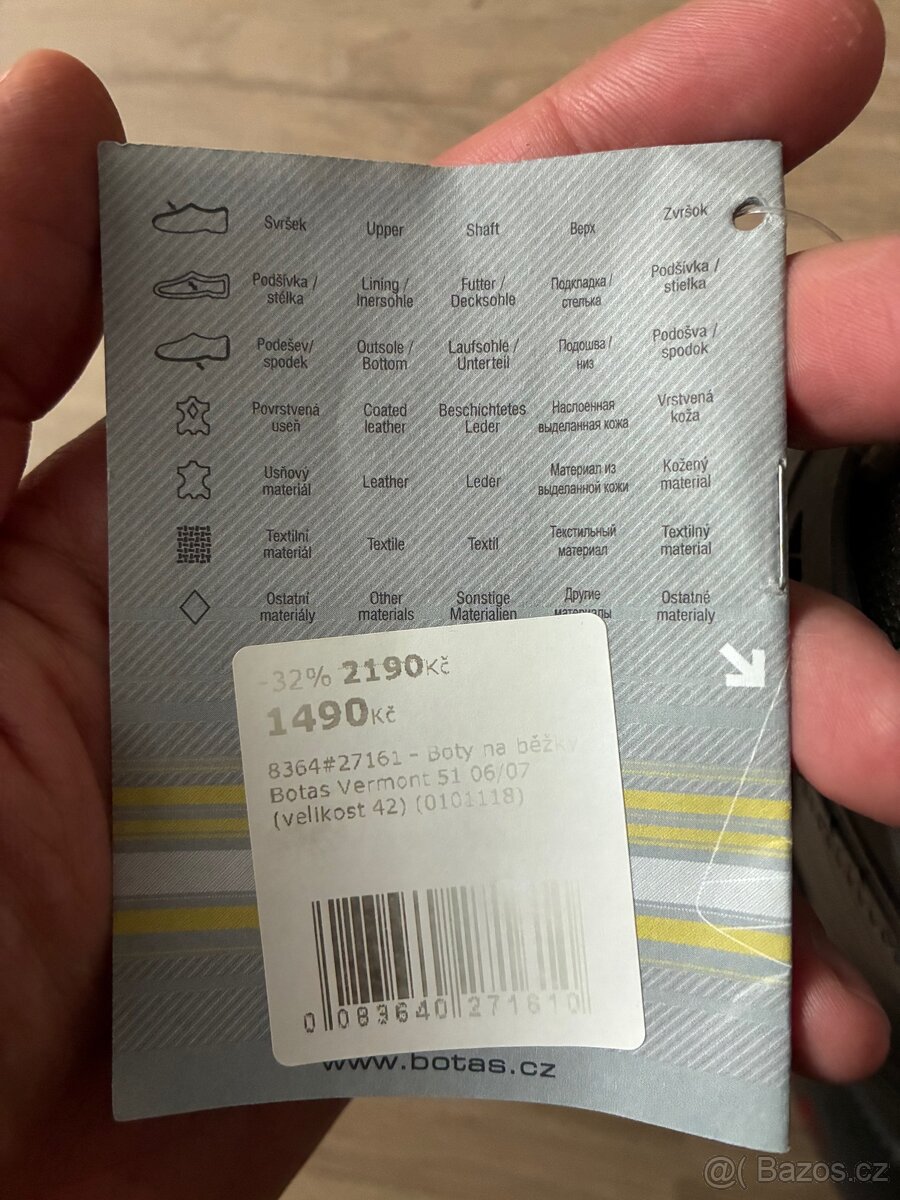 Svršek Upper Shaft Верх Zvršok
Podšívka / Lining / Futter / Подкладка / Podšívka /
stélka Inersohle Decksohle стелька stielka
Podešev/ Outsole / Laufsohle / Подошва / Podošva /
spodek Bottom Unterteil низ spodok
Povrstvená Coated Beschichtetes Наслоенная Vrstvená
useň leather Leder выделанная кожа koža
Usňový Leather Leder Материал из Kožený
materiál выделанной кожи material
Textilní Textile Textil Текстильный Textilný
materiál материал material
Ostatní Other Sonstige Другие Ostatné
materiály materials Materialien материалы materialy
-32% 2190Kč
1490Kč
8364#27161 - Boty na běžky
Botas Vermont 51 06/07
(velikost 42) (0101118)
0 083640 271610
www.botas.cz
@( Bazos.cz